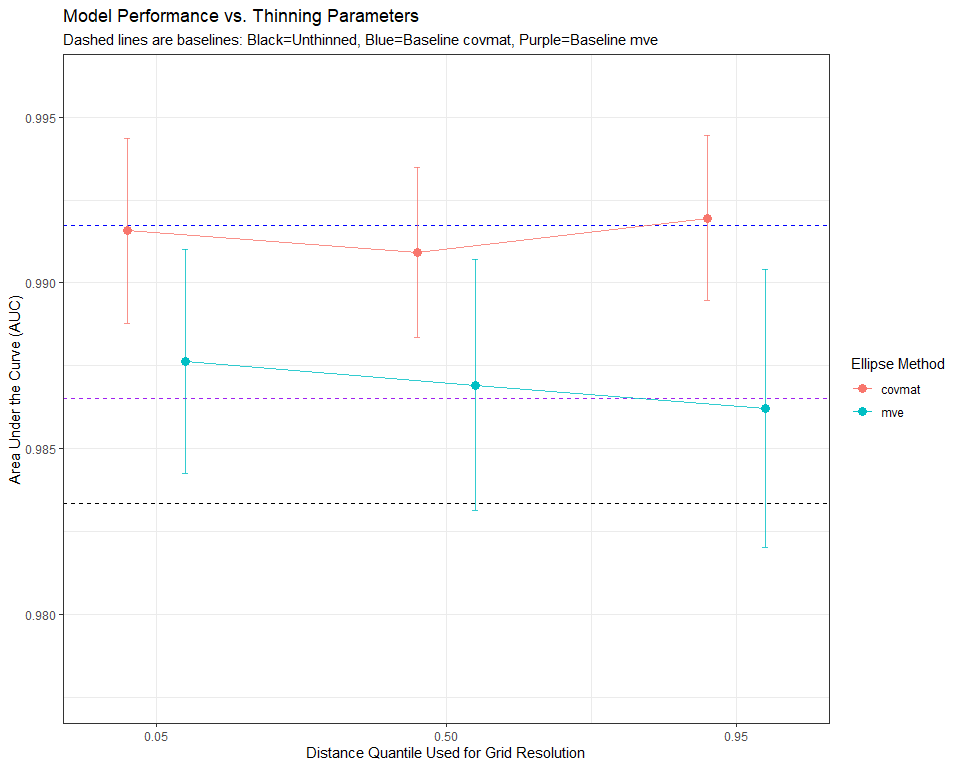 Model Performance vs. Thinning Parameters
Dashed lines are baselines: Black=Unthinned, Blue=Baseline covmat, Purple=Baseline mve
Area Under the Curve (AUC)
0.995
0.990
0.985
0.980
0.05
0.50
0.95
Distance Quantile Used for Grid Resolution
Ellipse Method
covmat
mve